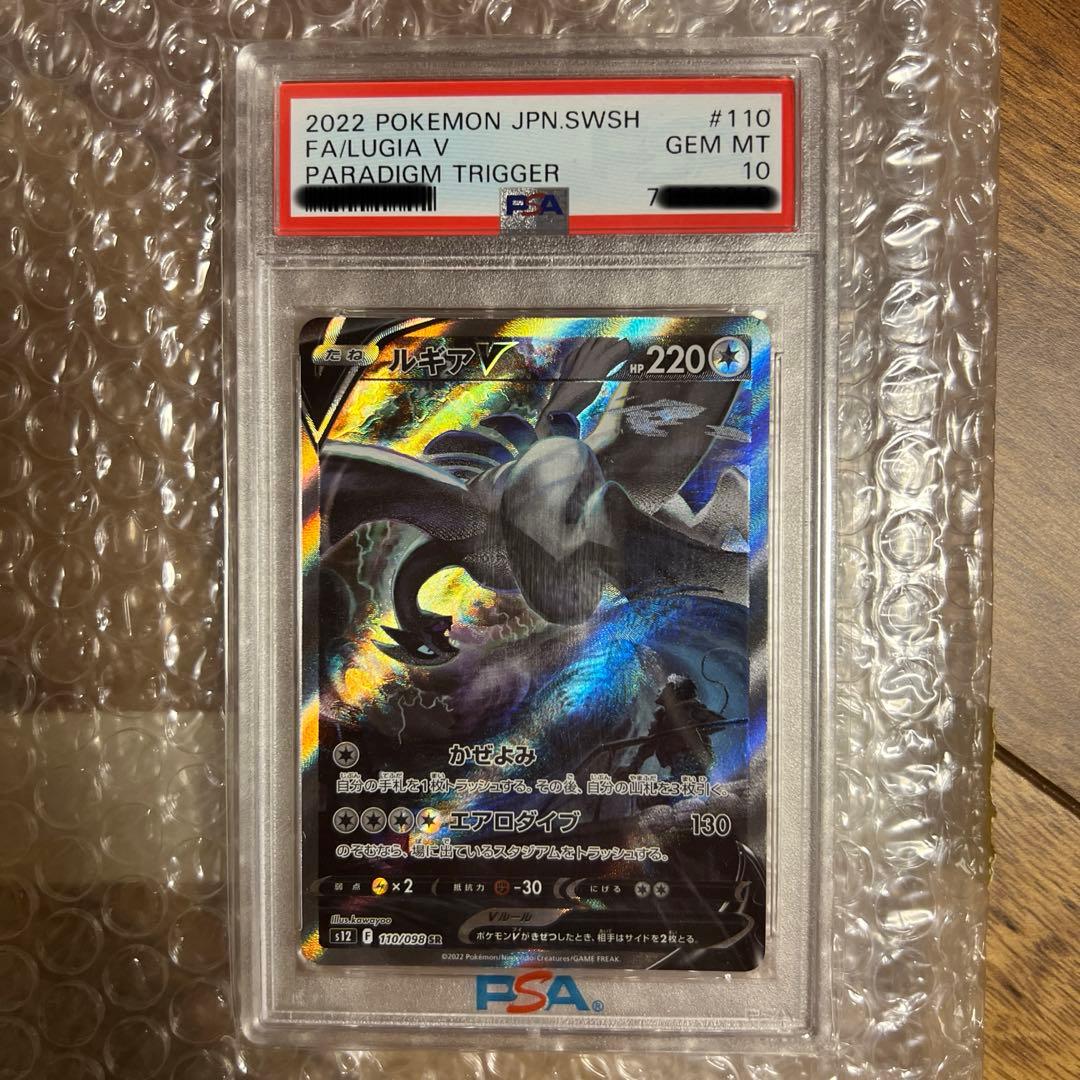 2022 POKEMON JPN.SWSH #110
FA/LUGIA V GEM MT
PARADIGM TRIGGER 10
7
PSA
たね ルギアV HP 220
かぜよみ
自分の手札を1枚トラッシュする。その後、自分の山札を3枚引く。
エアロダイブ 130
のぞむなら、場に出ているスタジアムをトラッシュする。
弱点 ×2 抵抗力 -30 にげる
Illus.kawayoo
Vルール
s12 F 110/098 SR ポケモンVがきぜつしたとき、相手はサイドを2枚とる。
©2022 Pokémon/Nintendo/Creatures/GAME FREAK.
PSA®